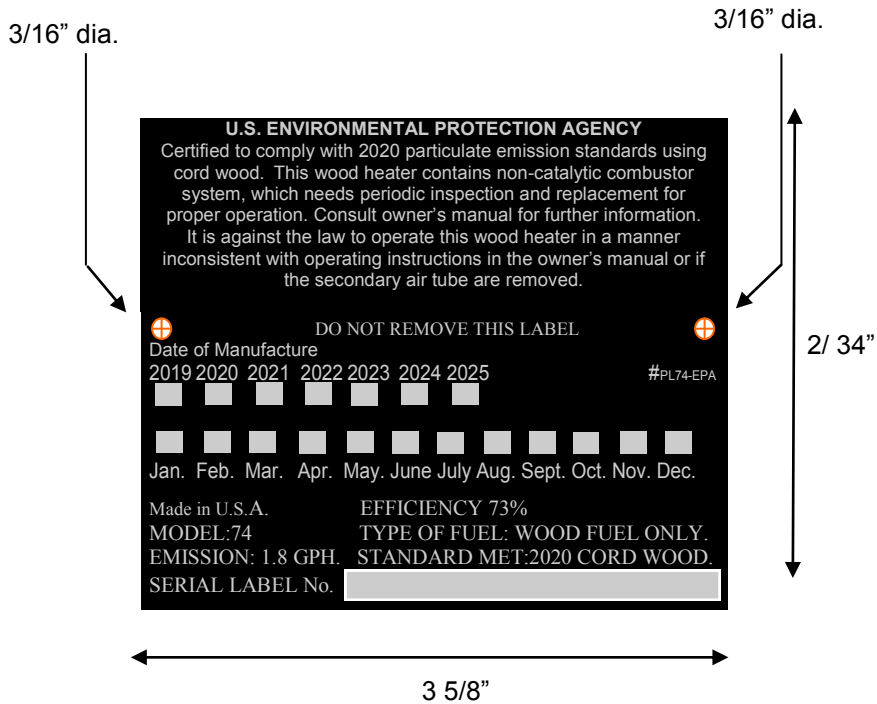 3/16” dia.
3/16” dia.
U.S. ENVIRONMENTAL PROTECTION AGENCY
Certified to comply with 2020 particulate emission standards using
cord wood. This wood heater contains non-catalytic combustor
system, which needs periodic inspection and replacement for
proper operation. Consult owner’s manual for further information.
It is against the law to operate this wood heater in a manner
inconsistent with operating instructions in the owner’s manual or if
the secondary air tube are removed.
DO NOT REMOVE THIS LABEL
2/ 34”
Date of Manufacture
2019 2020 2021 2022 2023 2024 2025 #PL74-EPA
Jan. Feb. Mar. Apr. May. June July Aug. Sept. Oct. Nov. Dec.
Made in U.S.A. EFFICIENCY 73%
MODEL:74 TYPE OF FUEL: WOOD FUEL ONLY.
EMISSION: 1.8 GPH. STANDARD MET:2020 CORD WOOD.
SERIAL LABEL No.
3 5/8”